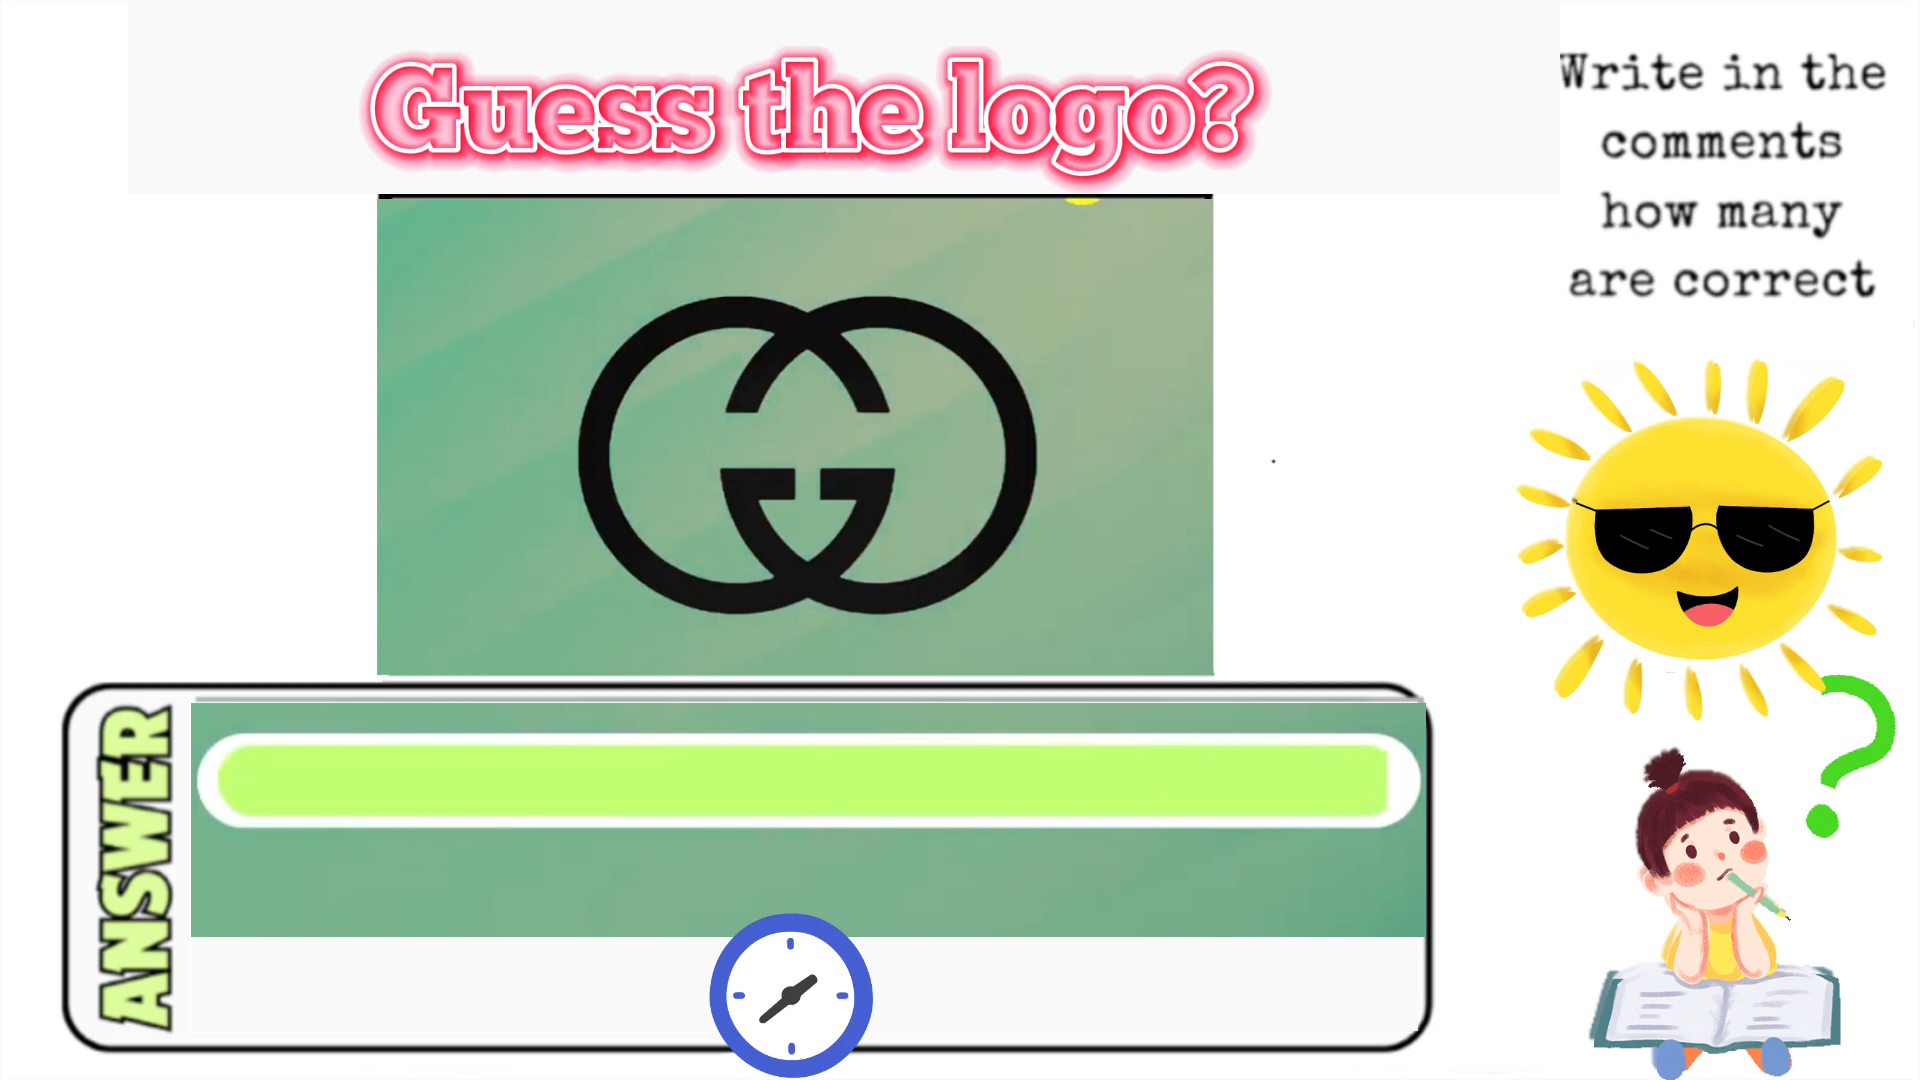 Guess the logo?
Write in the
comments
how many
are correct
ANSWER